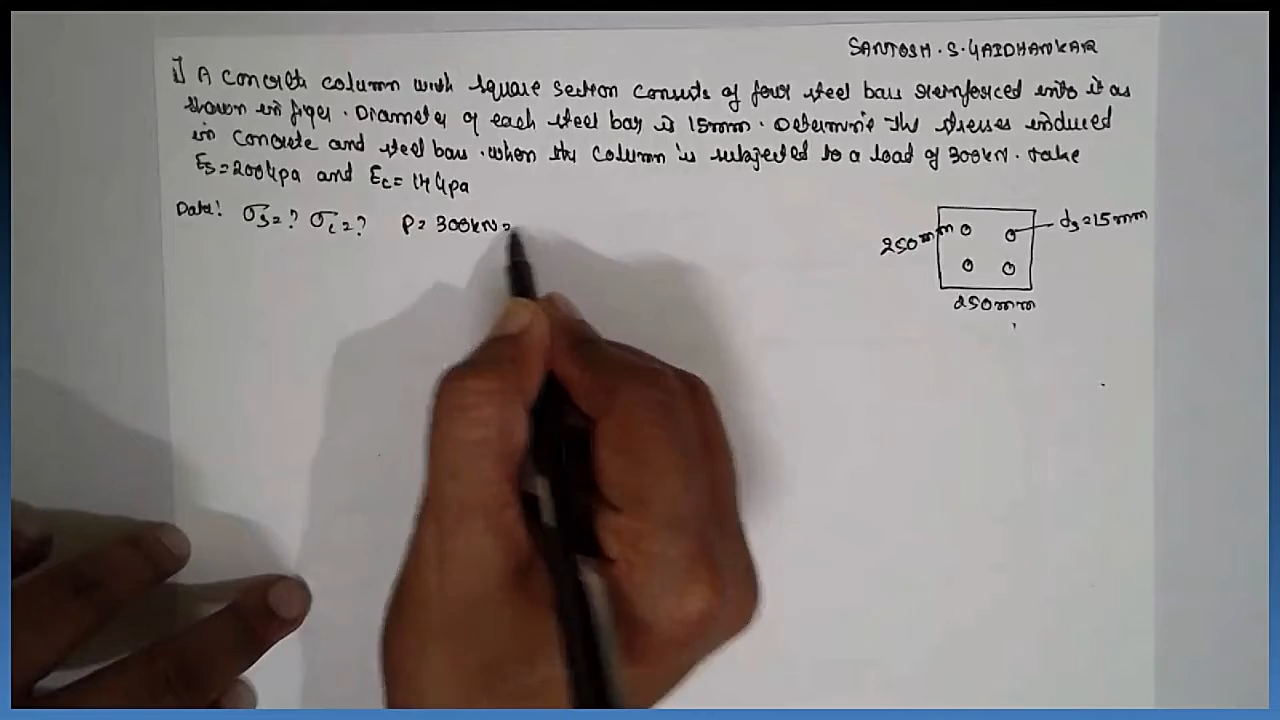 SANTOSH.S.GAIDHANKAR
1] A concrete column with square section consists of four steel bars reinforced into it as
shown in figer. Diameter of each steel bar is 15mm. Determine the stresses induced
in concrete and steel bars. when the column is subjected to a load of 300kN. take
Es=200Gpa and Ec=14Gpa
Data: σs=? σc=? P=300kN=
250mm
ds=15mm
250mm